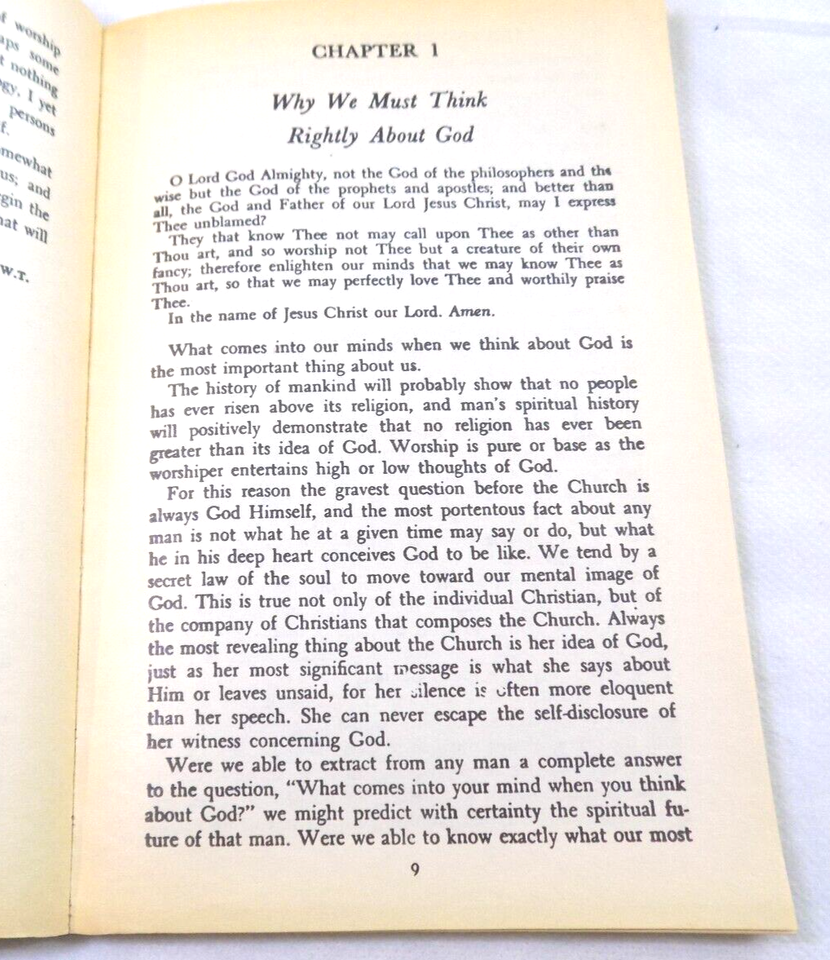 f worship
aps some
t nothing
gy, I yet
persons
f.
mewhat
us; and
gin the
hat will
W.T.
CHAPTER 1
Why We Must Think
Rightly About God
O Lord God Almighty, not the God of the philosophers and the
wise but the God of the prophets and apostles; and better than
all, the God and Father of our Lord Jesus Christ, may I express
Thee unblamed?
They that know Thee not may call upon Thee as other than
Thou art, and so worship not Thee but a creature of their own
fancy; therefore enlighten our minds that we may know Thee as
Thou art, so that we may perfectly love Thee and worthily praise
Thee.
In the name of Jesus Christ our Lord. Amen.
What comes into our minds when we think about God is
the most important thing about us.
The history of mankind will probably show that no people
has ever risen above its religion, and man's spiritual history
will positively demonstrate that no religion has ever been
greater than its idea of God. Worship is pure or base as the
worshiper entertains high or low thoughts of God.
For this reason the gravest question before the Church is
always God Himself, and the most portentous fact about any
man is not what he at a given time may say or do, but what
he in his deep heart conceives God to be like. We tend by a
secret law of the soul to move toward our mental image of
God. This is true not only of the individual Christian, but of
the company of Christians that composes the Church. Always
the most revealing thing about the Church is her idea of God,
just as her most significant message is what she says about
Him or leaves unsaid, for her silence is often more eloquent
than her speech. She can never escape the self-disclosure of
her witness concerning God.
Were we able to extract from any man a complete answer
to the question, "What comes into your mind when you think
about God?" we might predict with certainty the spiritual fu-
ture of that man. Were we able to know exactly what our most
9